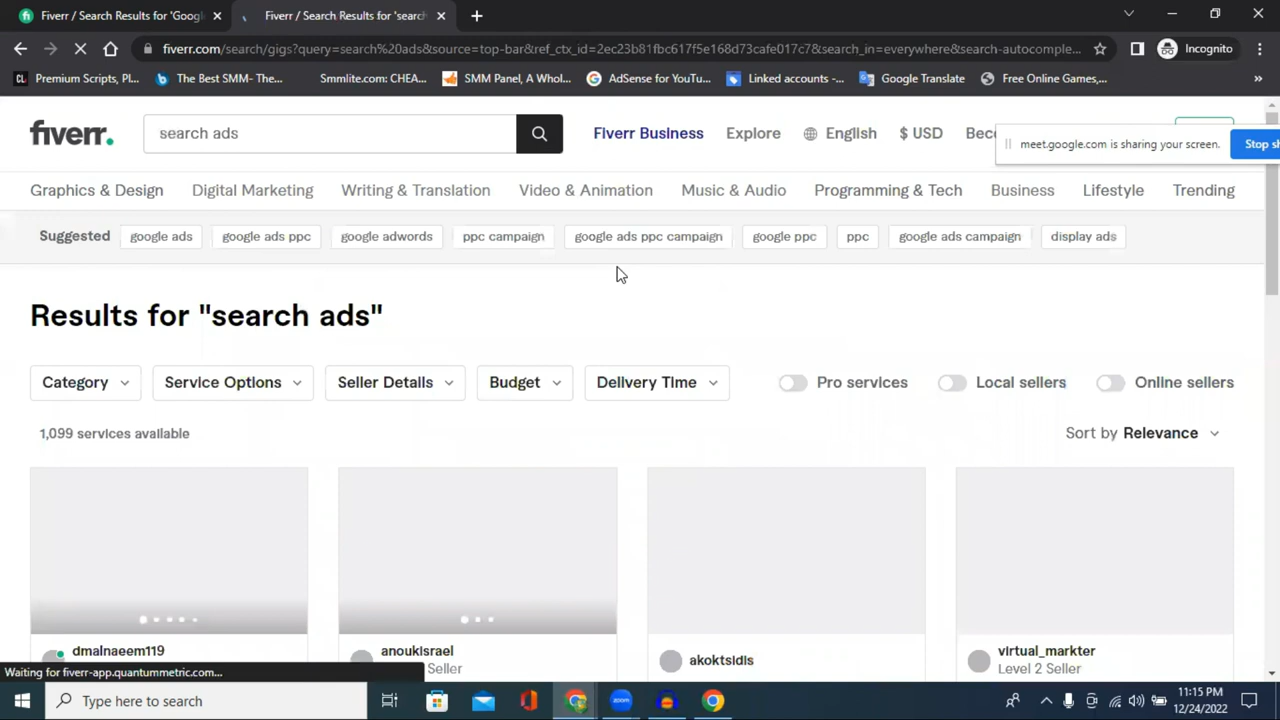 Fiverr / Search Results for 'Googl
Fiverr / Search Results for 'search
fiverr.com/search/gigs?query=search%20ads&source=top-bar&ref_ctx_id=2ec23b81fbc617f5e168d73cafe017c7&search_in=everywhere&search-autocomple...
Incognito
CL Premium Scripts, Pl...
b The Best SMM- The...
Smmlite.com: CHEA...
SMM Panel, A Whol...
AdSense for YouTu...
Linked accounts -...
Google Translate
Free Online Games,...
fiverr.
search ads
Fiverr Business
Explore
English
$ USD
Beco
meet.google.com is sharing your screen.
Stop sh
Graphics & Design
Digital Marketing
Writing & Translation
Video & Animation
Music & Audio
Programming & Tech
Business
Lifestyle
Trending
Suggested
google ads
google ads ppc
google adwords
ppc campaign
google ads ppc campaign
google ppc
ppc
google ads campaign
display ads
Results for "search ads"
Category
Service Options
Seller Details
Budget
Delivery Time
Pro services
Local sellers
Online sellers
1,099 services available
Sort by Relevance
dmalnaeem119
anoukisrael
Seller
akoktsidis
virtual_markter
Level 2 Seller
Waiting for fiverr-app.quantummetric.com...
Type here to search
zoom
11:15 PM
12/24/2022